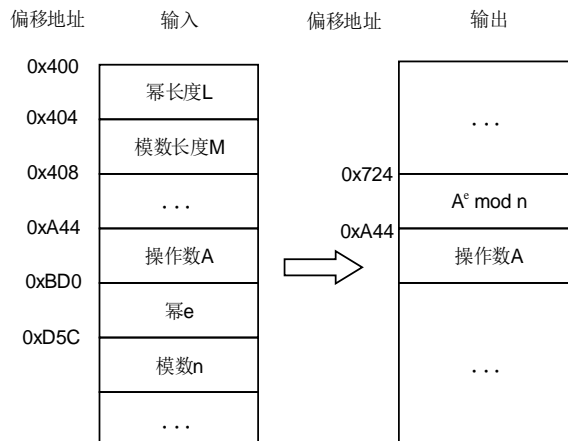 偏移地址 输入 偏移地址 输出
0x400
幂长度L
0x404
模数长度M
0x408
...
0xA44
操作数A
0xBD0
幂e
0xD5C
模数n
...
...
0x724
Aᵉ mod n
0xA44
操作数A
...